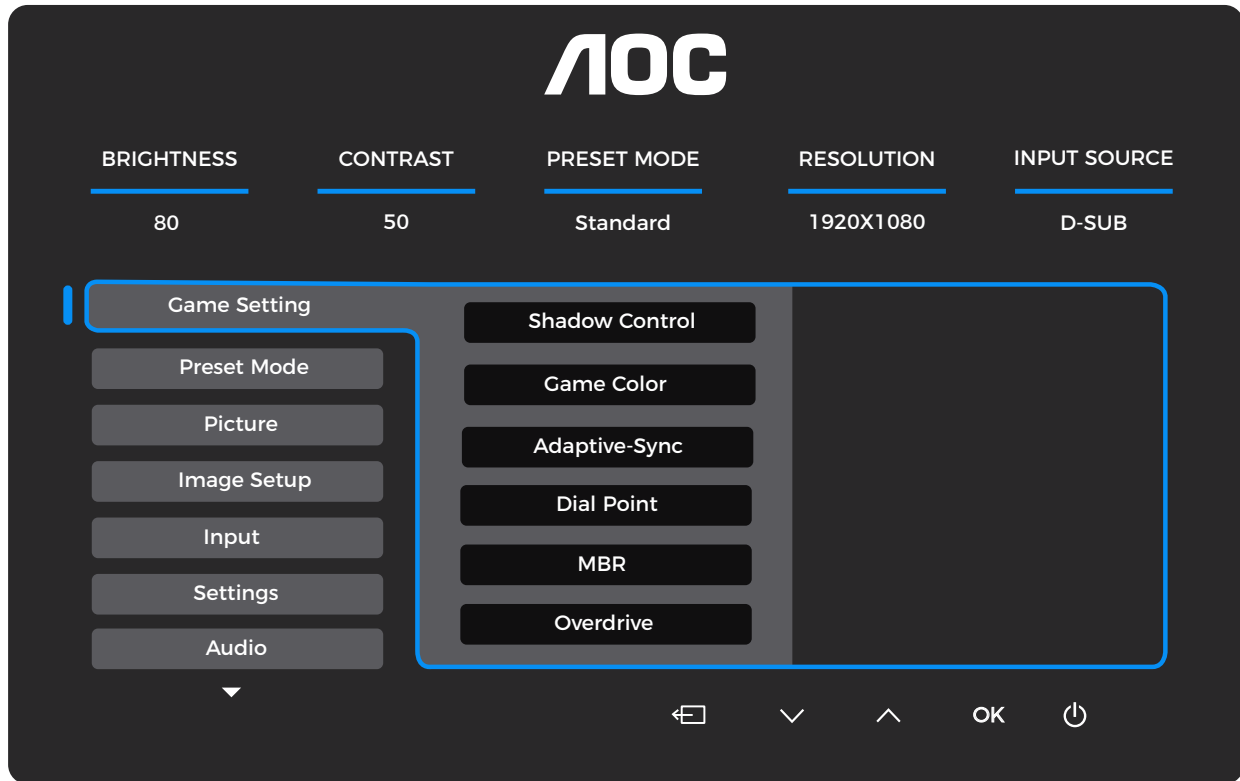 AOC
BRIGHTNESS CONTRAST PRESET MODE RESOLUTION INPUT SOURCE
80 50 Standard 1920X1080 D-SUB
Game Setting
Preset Mode
Picture
Image Setup
Input
Settings
Audio
Shadow Control
Game Color
Adaptive-Sync
Dial Point
MBR
Overdrive
OK